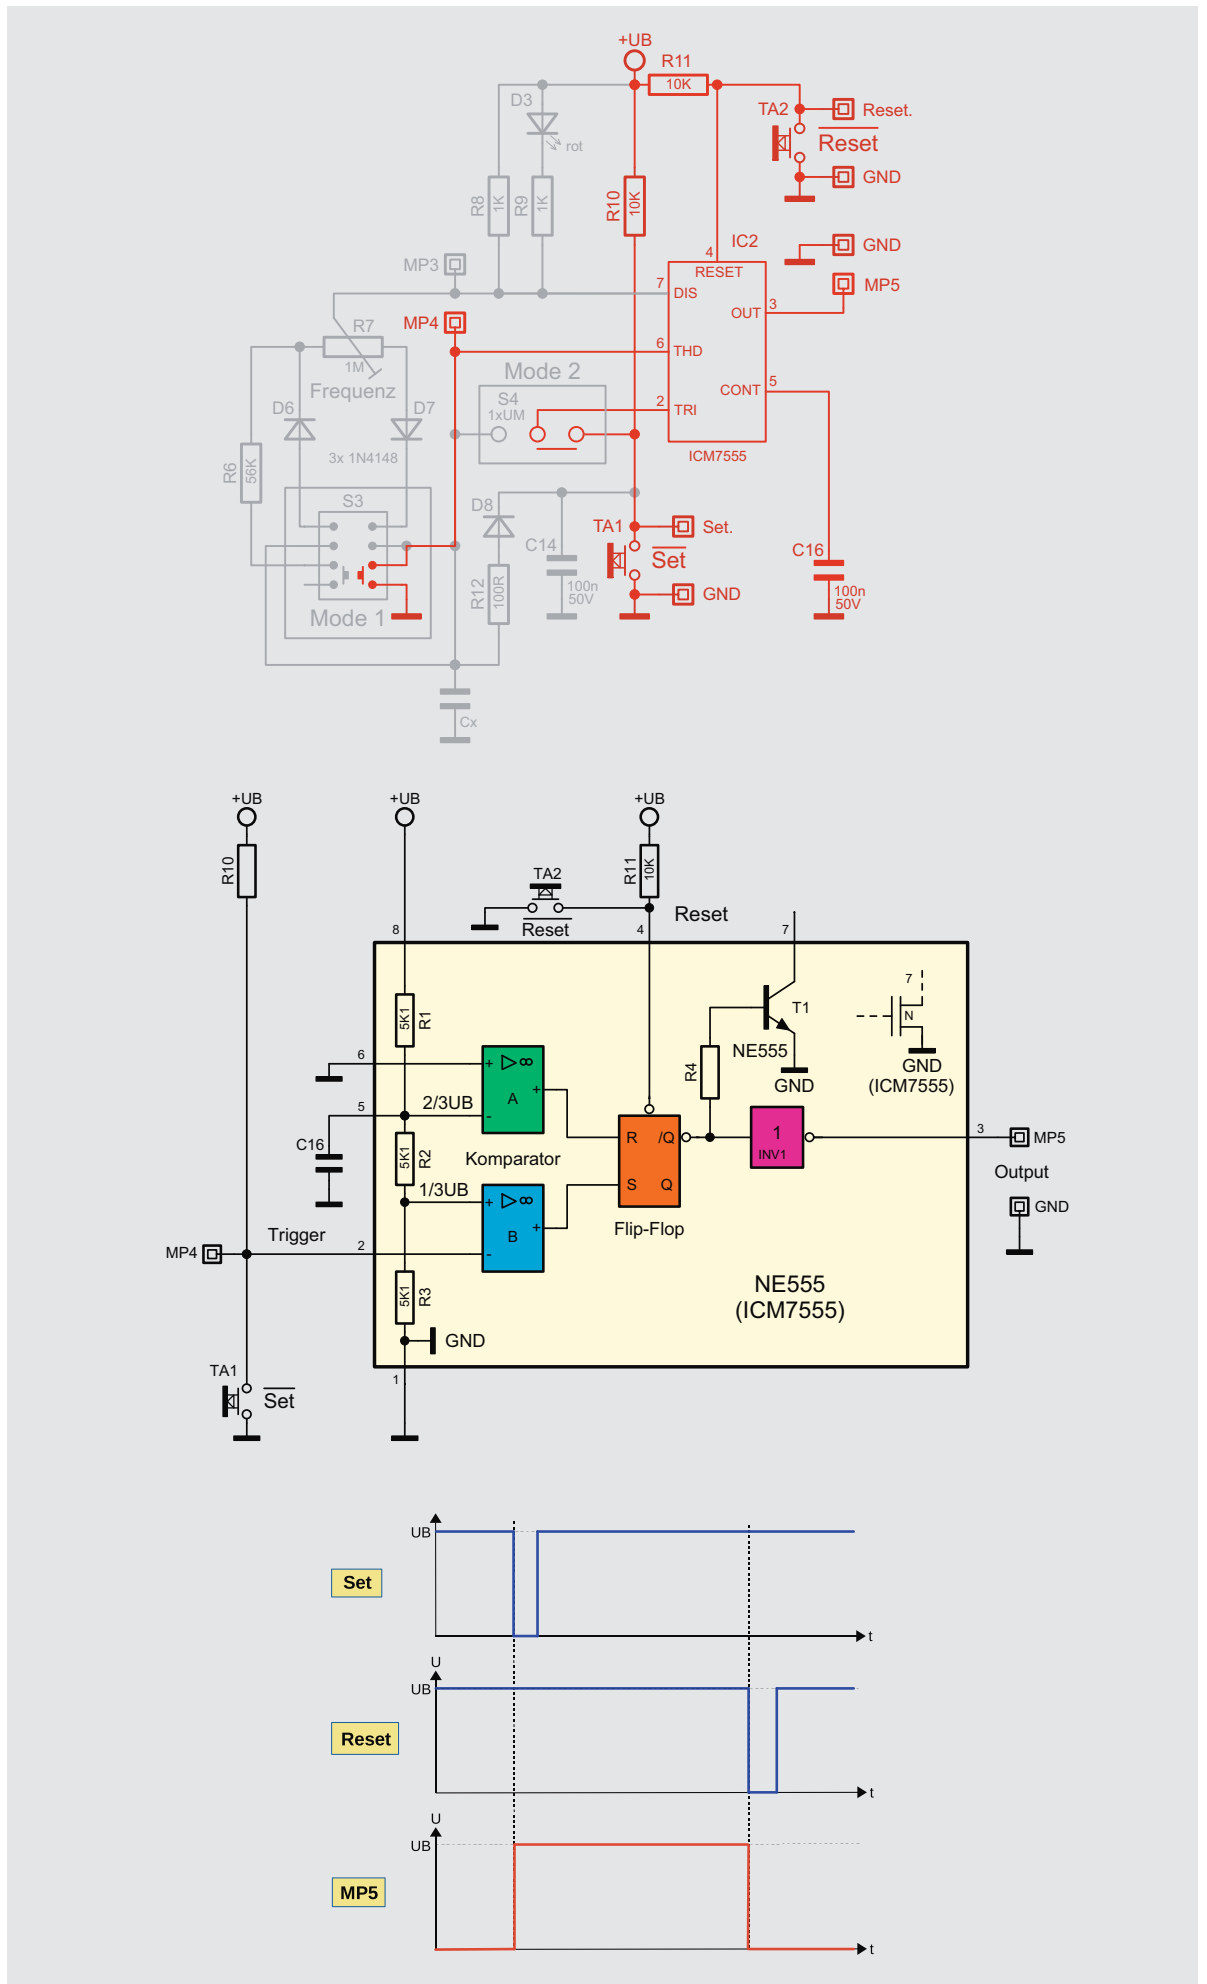 +UB
R11
10K
TA2
Reset.
Reset
GND
D3
rot
R8
1K
R9
1K
R10
10K
IC2
GND
MP3
4
RESET
MP5
7
DIS
3
OUT
MP4
R7
6
THD
1M
Mode 2
5
CONT
Frequenz
S4
2
TRI
D6
D7
1xUM
3x 1N4148
ICM7555
R6
56K
S3
D8
TA1
Set.
C14
Set
C16
100n
50V
R12
100R
GND
100n
50V
Mode 1
Cx
+UB
+UB
+UB
R10
R11
10K
TA2
Reset
Reset
8
4
7
5K1
R1
T1
7
N
NE555
6
+
▷∞
A
+
-
R4
GND
GND
(ICM7555)
5
2/3UB
C16
5K1
R2
Komparator
R
/Q
1
INV1
3
MP5
Output
1/3UB
+
▷∞
B
+
-
S
Q
GND
Trigger
Flip-Flop
MP4
2
5K1
R3
NE555
(ICM7555)
GND
TA1
1
Set
UB
Set
t
U
UB
Reset
t
U
UB
MP5
t